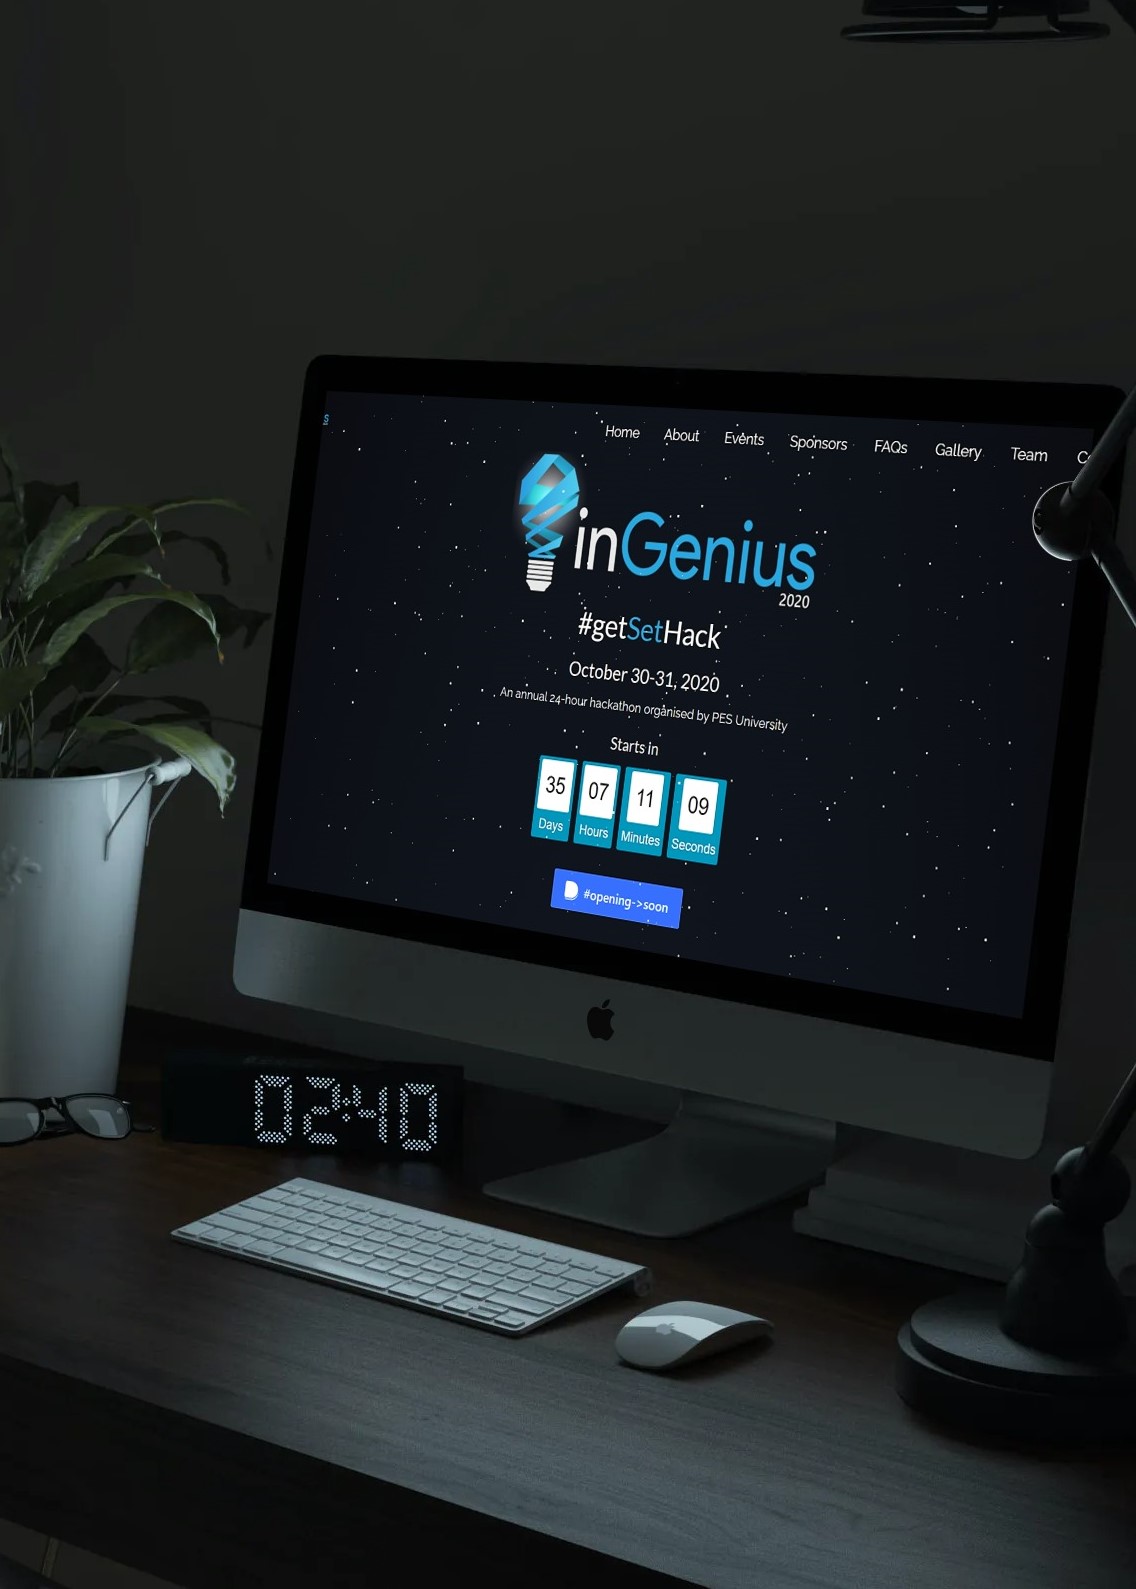 S
Home About Events Sponsors FAQs Gallery Team
inGenius
2020
#getSetHack
October 30-31, 2020
An annual 24-hour hackathon organised by PES University
Starts in
35 07 11 09
Days Hours Minutes Seconds
#opening->soon
02:40